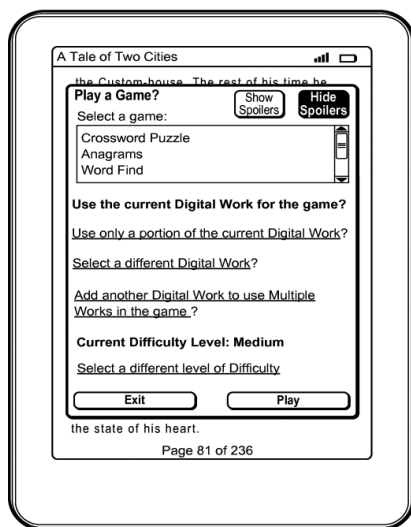 A Tale of Two Cities
the Custom-house. The rest of his time he
Play a Game?
Show Spoilers
Hide Spoilers
Select a game:
Crossword Puzzle
Anagrams
Word Find
Use the current Digital Work for the game?
Use only a portion of the current Digital Work?
Select a different Digital Work?
Add another Digital Work to use Multiple
Works in the game ?
Current Difficulty Level: Medium
Select a different level of Difficulty
Exit
Play
the state of his heart.
Page 81 of 236